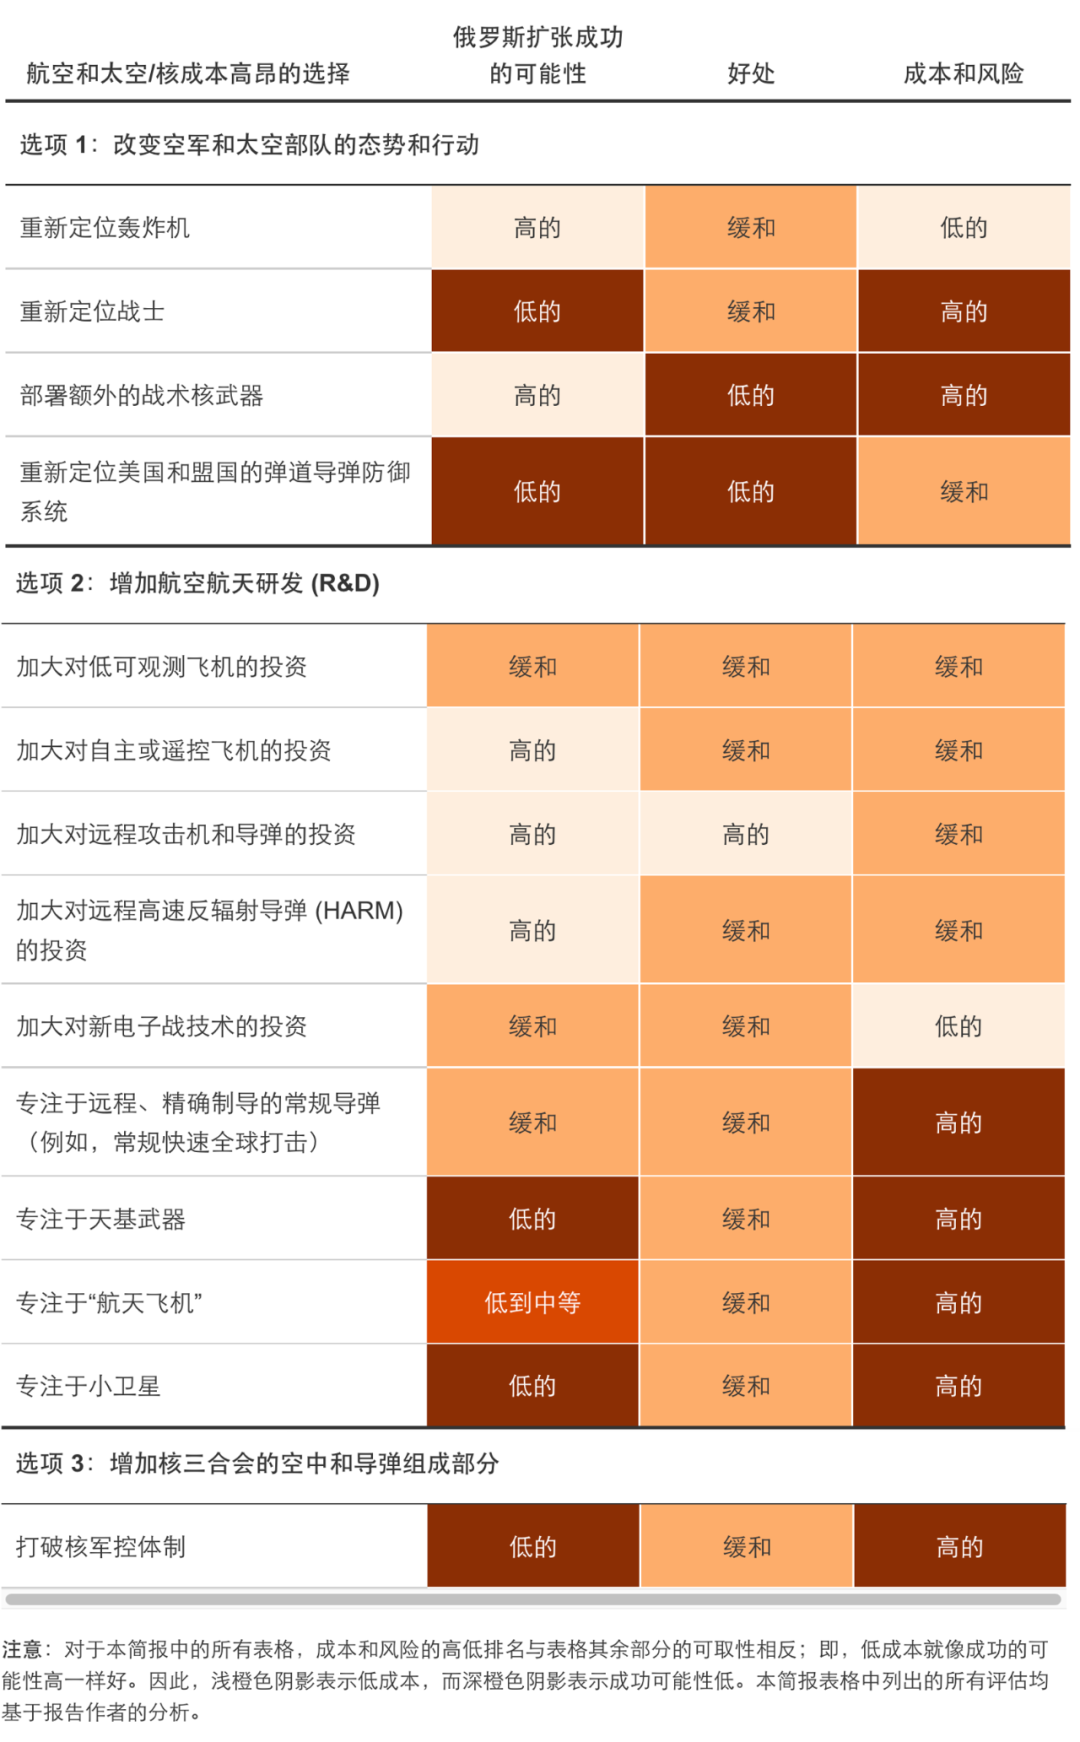 俄罗斯扩张成功
航空和太空/核成本高昂的选择 的可能性 好处 成本和风险
选项 1：改变空军和太空部队的态势和行动
重新定位轰炸机 高的 缓和 低的
重新定位战士 低的 缓和 高的
部署额外的战术核武器 高的 低的 高的
重新定位美国和盟国的弹道导弹防御
系统 低的 低的 缓和
选项 2：增加航空航天研发 (R&D)
加大对低可观测飞机的投资 缓和 缓和 缓和
加大对自主或遥控飞机的投资 高的 缓和 缓和
加大对远程攻击机和导弹的投资 高的 高的 缓和
加大对远程高速反辐射导弹 (HARM)
的投资 高的 缓和 缓和
加大对新电子战技术的投资 缓和 缓和 低的
专注于远程、精确制导的常规导弹
（例如，常规快速全球打击） 缓和 缓和 高的
专注于天基武器 低的 缓和 高的
专注于“航天飞机” 低到中等 缓和 高的
专注于小卫星 低的 缓和 高的
选项 3：增加核三合会的空中和导弹组成部分
打破核军控体制 低的 缓和 高的
注意：对于本简报中的所有表格，成本和风险的高低排名与表格其余部分的可取性相反；即，低成本就像成功的可
能性高一样好。因此，浅橙色阴影表示低成本，而深橙色阴影表示成功可能性低。本简报表格中列出的所有评估均
基于报告作者的分析。